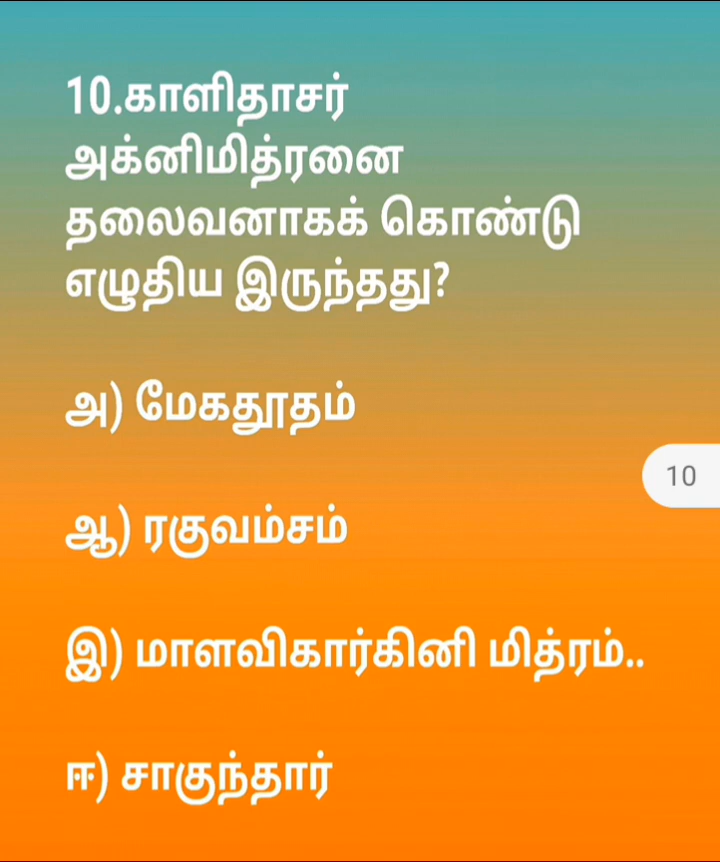 10.காளிதாசர்
அக்னிமித்ரனை
தலைவனாகக் கொண்டு
எழுதிய இருந்தது?
அ) மேகதூதம்
ஆ) ரகுவம்சம்
10
இ) மாளவிகார்கினி மித்ரம்..
ஈ) சாகுந்தார்